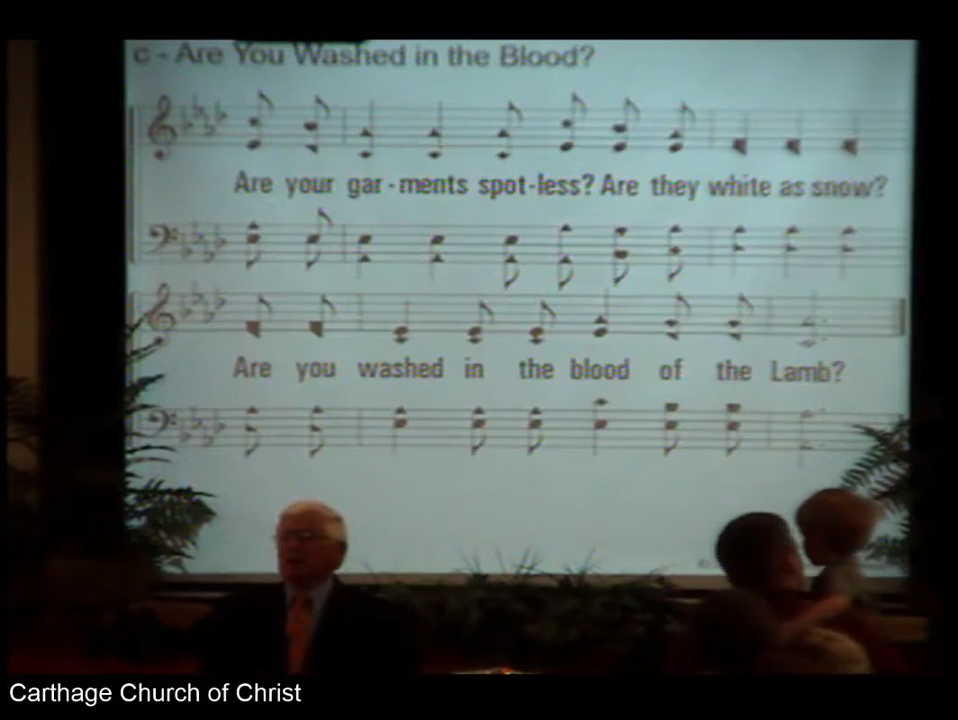 c - Are You Washed in the Blood?
Are your gar - ments spot - less? Are they white as snow?
Are you washed in the blood of the Lamb?
Carthage Church of Christ